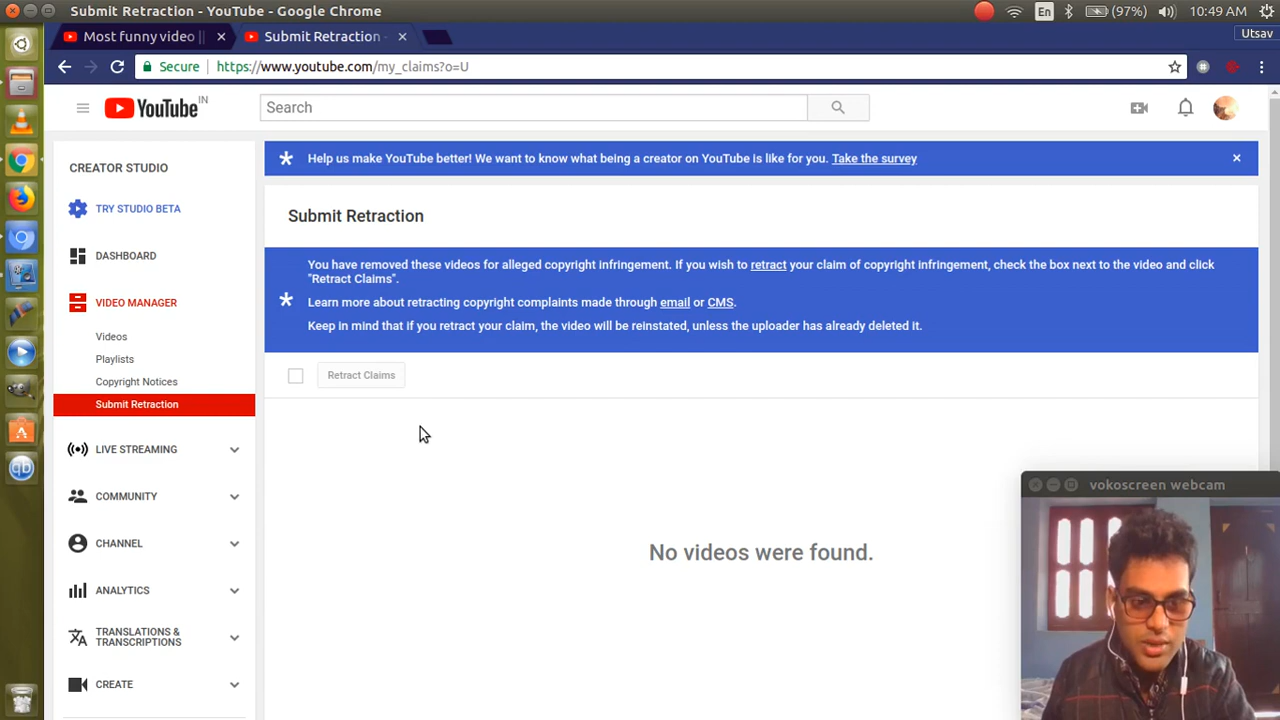 Submit Retraction - YouTube - Google Chrome
En
(97%)
10:49 AM
Most funny video ||
Submit Retraction -
Utsav
Secure
https://www.youtube.com/my_claims?o=U
YouTube IN
Search
CREATOR STUDIO
TRY STUDIO BETA
DASHBOARD
VIDEO MANAGER
Videos
Playlists
Copyright Notices
Submit Retraction
LIVE STREAMING
COMMUNITY
CHANNEL
ANALYTICS
TRANSLATIONS &
TRANSCRIPTIONS
CREATE
Help us make YouTube better! We want to know what being a creator on YouTube is like for you. Take the survey
Submit Retraction
You have removed these videos for alleged copyright infringement. If you wish to retract your claim of copyright infringement, check the box next to the video and click
"Retract Claims".
Learn more about retracting copyright complaints made through email or CMS.
Keep in mind that if you retract your claim, the video will be reinstated, unless the uploader has already deleted it.
Retract Claims
No videos were found.
vokoscreen webcam
qb